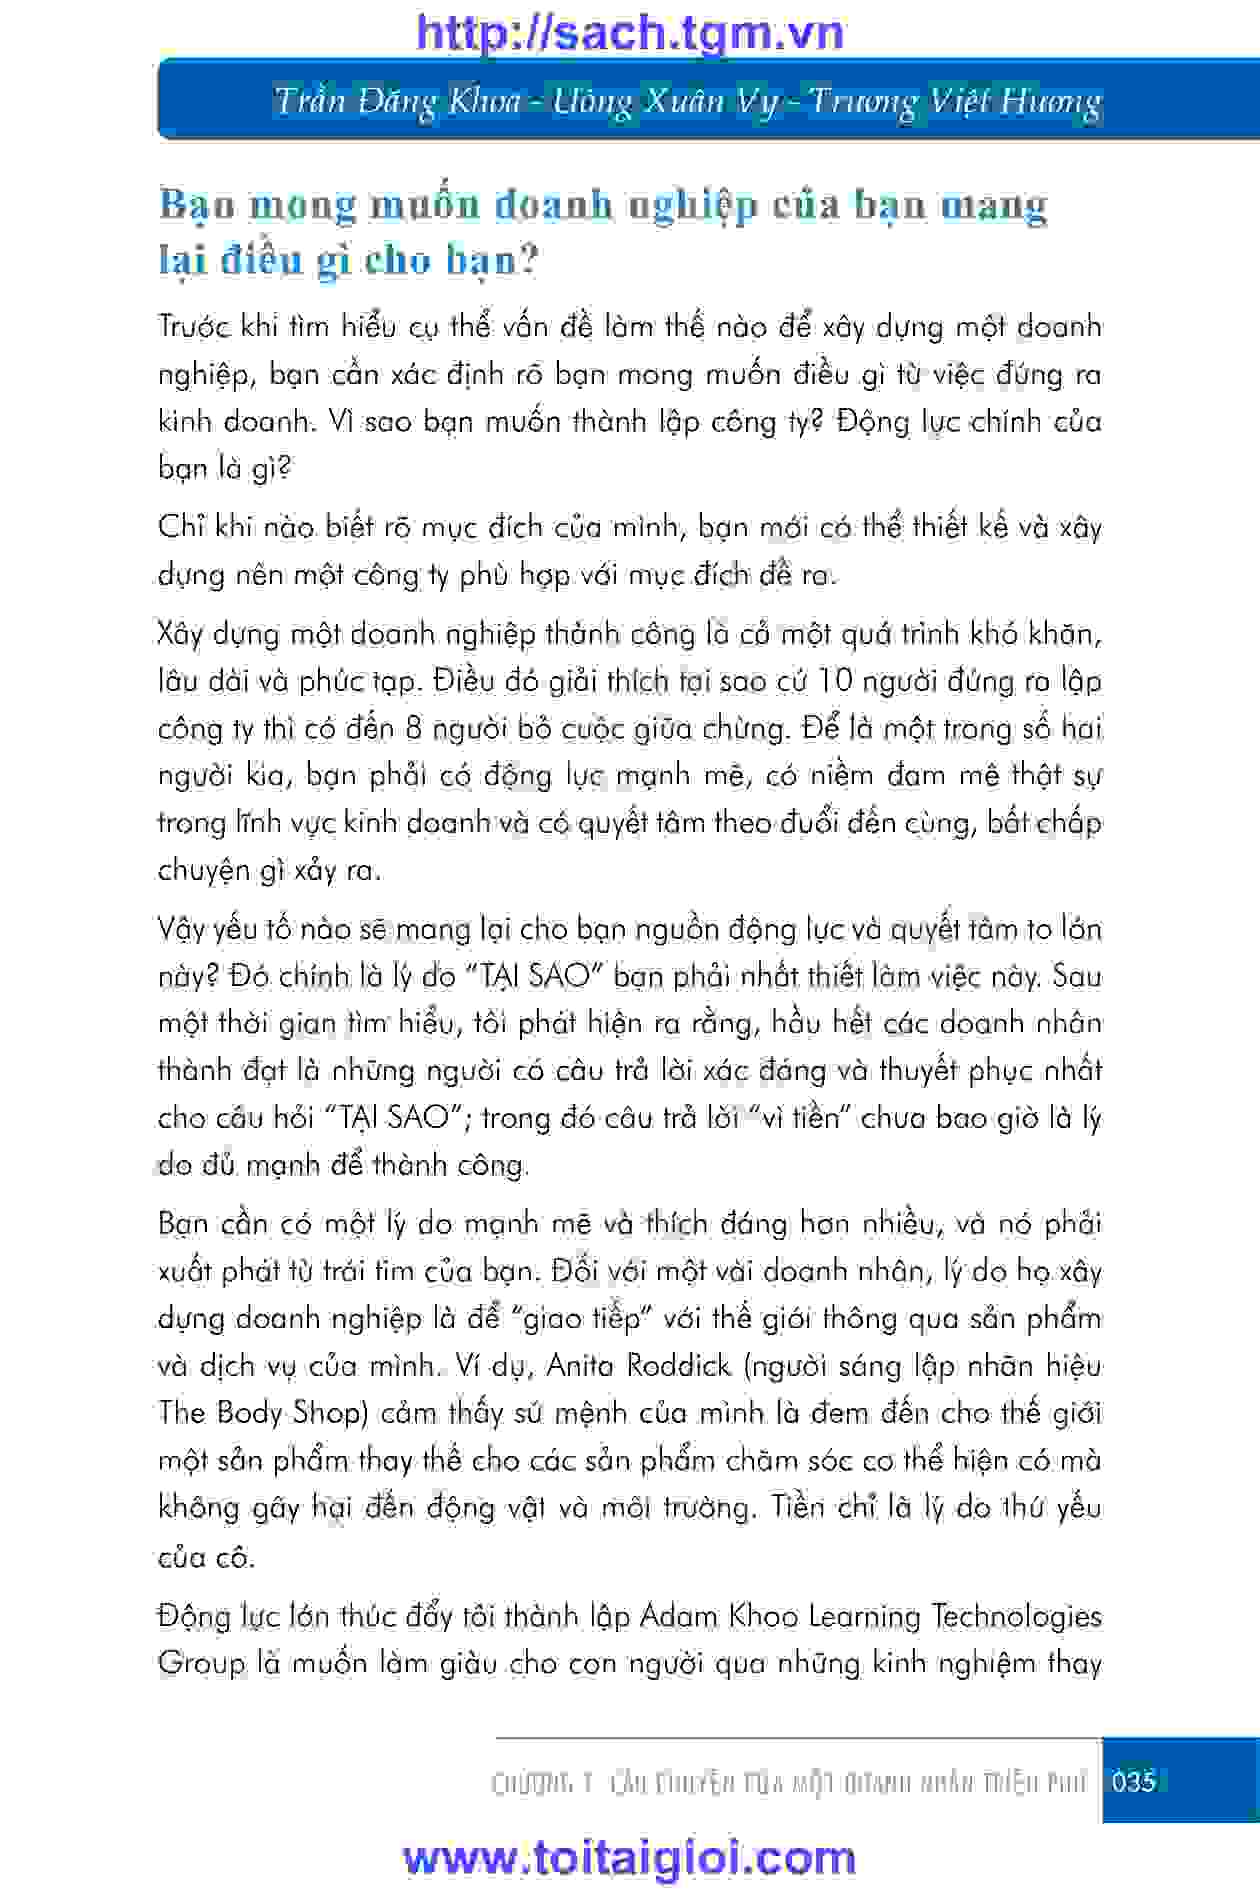 http://sach.tgm.vn
Trần Đăng Khoa - Uông Xuân Vy - Trương Việt Hương
Bạn mong muốn doanh nghiệp của bạn mang
lại điều gì cho bạn?
Trước khi tìm hiểu cụ thể vấn đề làm thế nào để xây dựng một doanh
nghiệp, bạn cần xác định rõ bạn mong muốn điều gì từ việc đứng ra
kinh doanh. Vì sao bạn muốn thành lập công ty? Động lực chính của
bạn là gì?
Chỉ khi nào biết rõ mục đích của mình, bạn mới có thể thiết kế và xây
dựng nên một công ty phù hợp với mục đích đề ra.
Xây dựng một doanh nghiệp thành công là cả một quá trình khó khăn,
lâu dài và phức tạp. Điều đó giải thích tại sao cứ 10 người đứng ra lập
công ty thì có đến 8 người bỏ cuộc giữa chừng. Để là một trong số hai
người kia, bạn phải có động lực mạnh mẽ, có niềm đam mê thật sự
trong lĩnh vực kinh doanh và có quyết tâm theo đuổi đến cùng, bất chấp
chuyện gì xảy ra.
Vậy yếu tố nào sẽ mang lại cho bạn nguồn động lực và quyết tâm to lớn
này? Đó chính là lý do “TẠI SAO” bạn phải nhất thiết làm việc này. Sau
một thời gian tìm hiểu, tôi phát hiện ra rằng, hầu hết các doanh nhân
thành đạt là những người có câu trả lời xác đáng và thuyết phục nhất
cho câu hỏi “TẠI SAO”; trong đó câu trả lời “vì tiền” chưa bao giờ là lý
do đủ mạnh để thành công.
Bạn cần có một lý do mạnh mẽ và thích đáng hơn nhiều, và nó phải
xuất phát từ trái tim của bạn. Đối với một vài doanh nhân, lý do họ xây
dựng doanh nghiệp là để “giao tiếp” với thế giới thông qua sản phẩm
và dịch vụ của mình. Ví dụ, Anita Roddick (người sáng lập nhãn hiệu
The Body Shop) cảm thấy sứ mệnh của mình là đem đến cho thế giới
một sản phẩm thay thế cho các sản phẩm chăm sóc cơ thể hiện có mà
không gây hại đến động vật và môi trường. Tiền chỉ là lý do thứ yếu
của cô.
Động lực lớn thúc đẩy tôi thành lập Adam Khoo Learning Technologies
Group là muốn làm giàu cho con người qua những kinh nghiệm thay
CHƯƠNG 1 CÂU CHUYỆN CỦA MỘT DOANH NHÂN TRIỆU PHÚ 035
www.toitaigioi.com